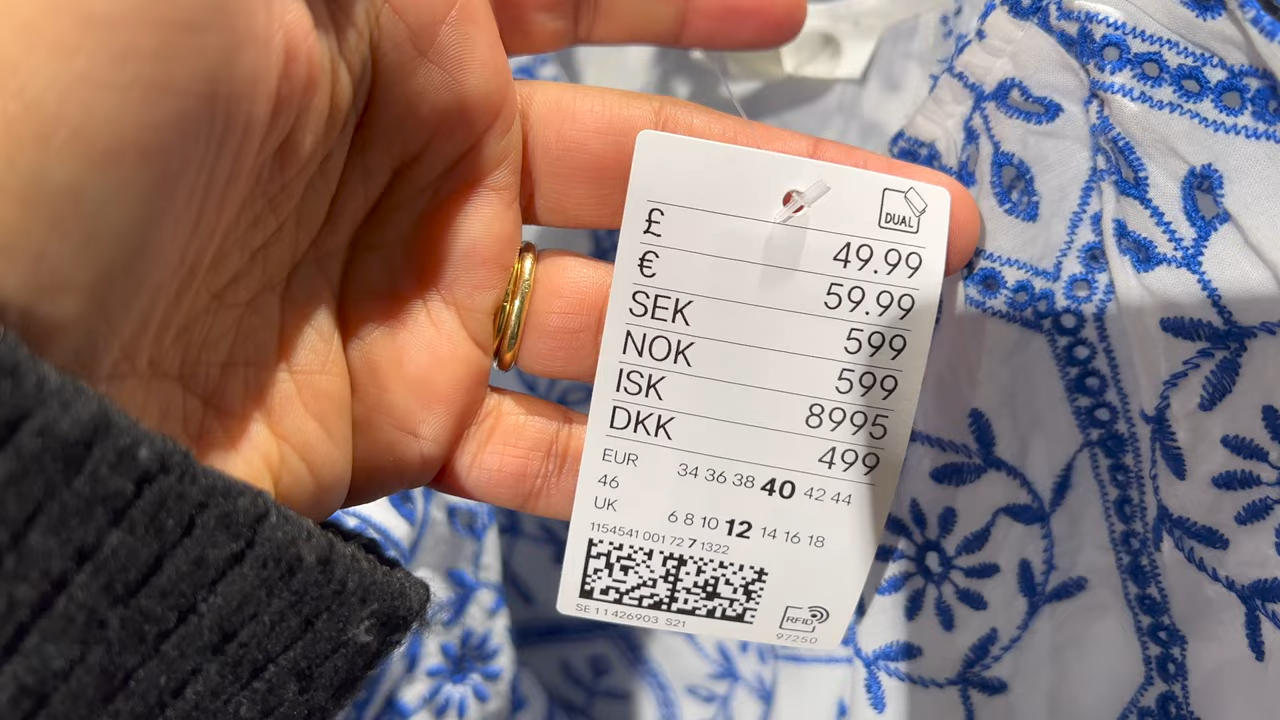 DUAL
£ 49.99
€ 59.99
SEK 599
NOK 599
ISK 8995
DKK 499
EUR 34 36 38 40 42 44
46
UK 6 8 10 12 14 16 18
1154541 001 72 7 1322
SE 1 1426903 S21
RFID
97250